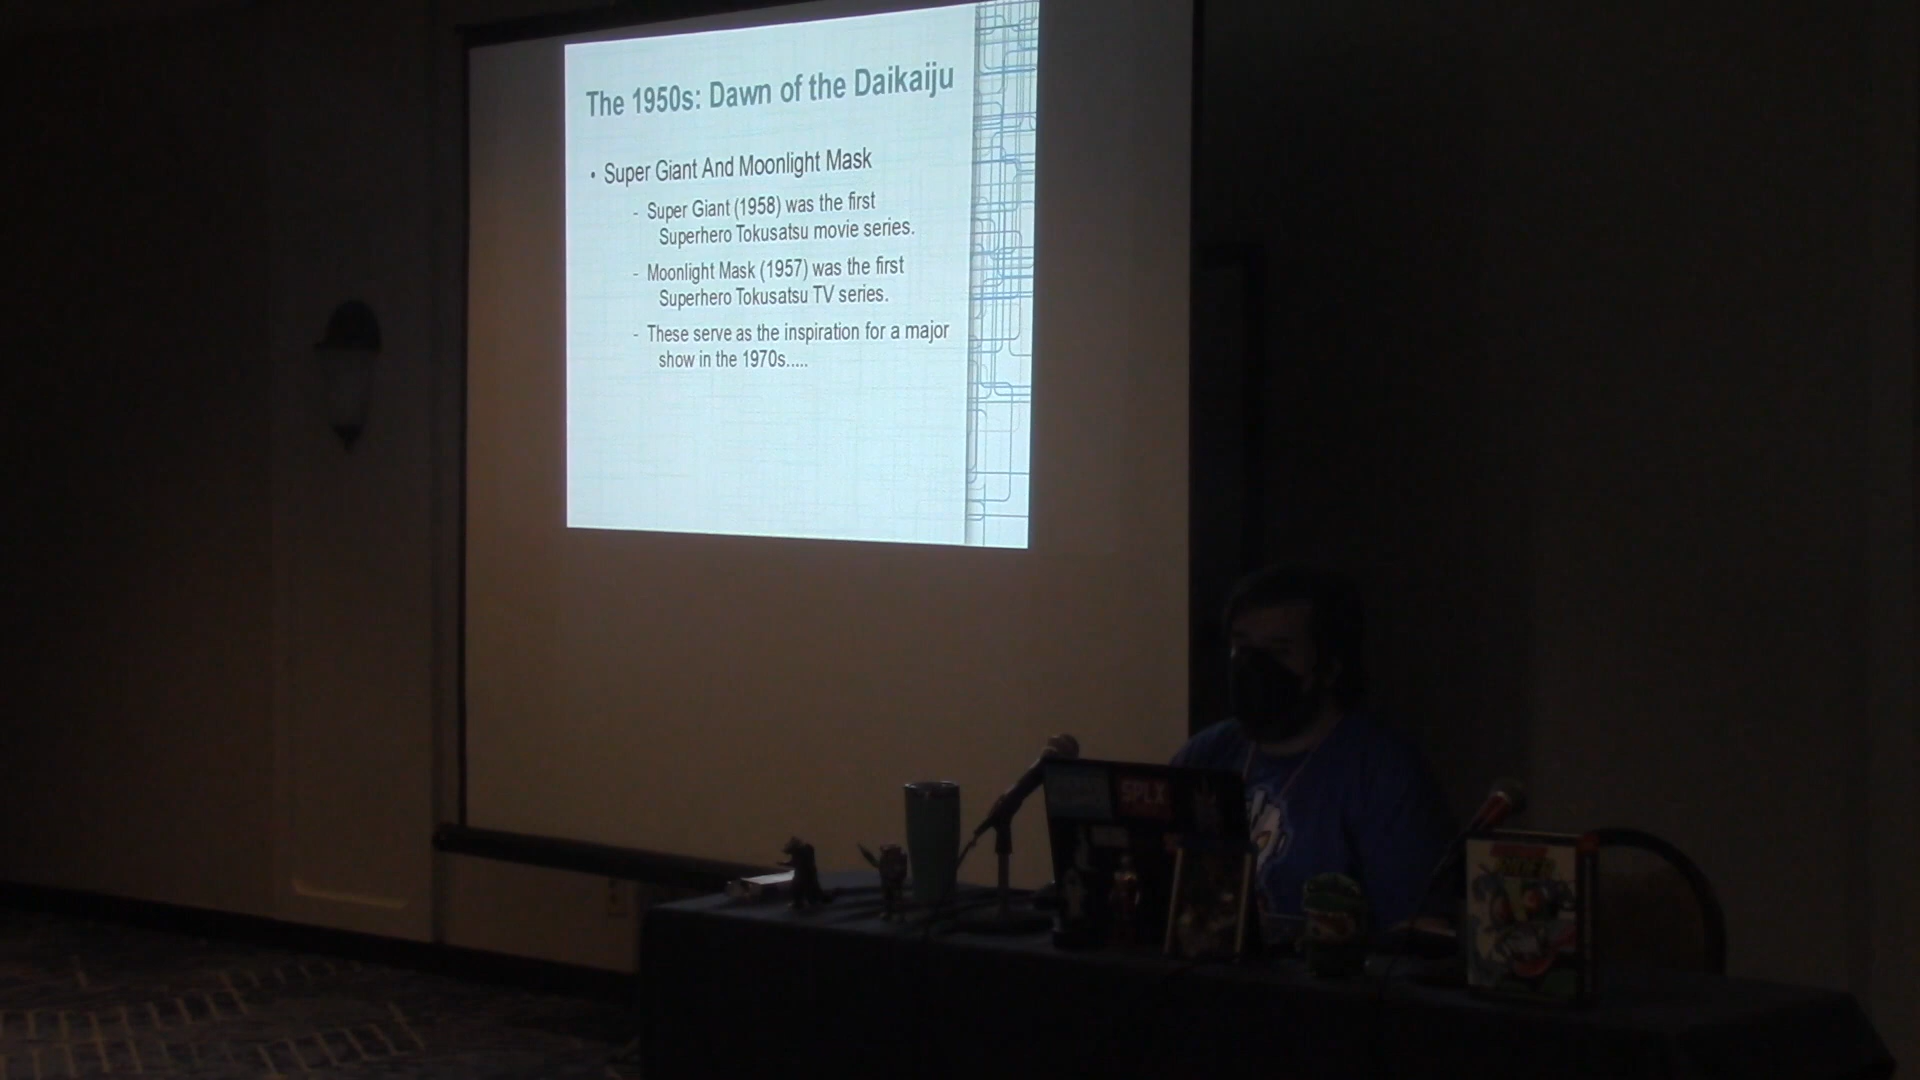 The 1950s: Dawn of the Daikaiju
• Super Giant And Moonlight Mask
- Super Giant (1958) was the first
Superhero Tokusatsu movie series.
- Moonlight Mask (1957) was the first
Superhero Tokusatsu TV series.
- These serve as the inspiration for a major
show in the 1970s.....
SPLX